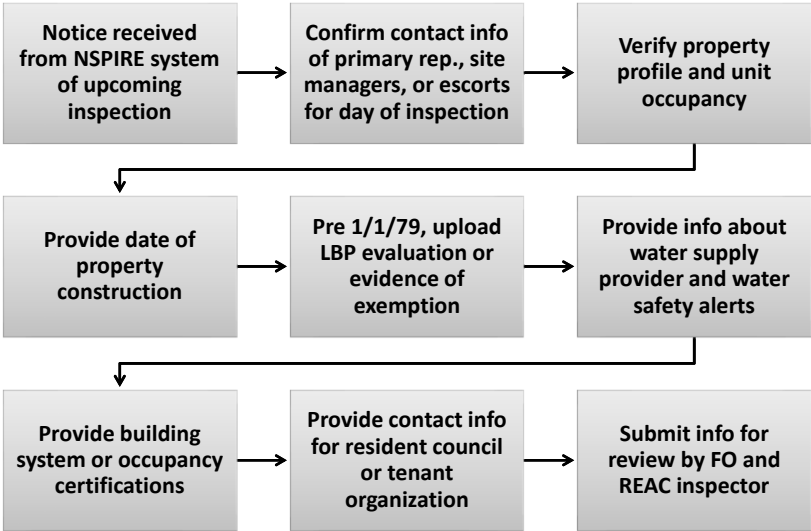 Notice received
from NSPIRE system
of upcoming
inspection
Confirm contact info
of primary rep., site
managers, or escorts
for day of inspection
Verify property
profile and unit
occupancy
Provide date of
property
construction
Pre 1/1/79, upload
LBP evaluation or
evidence of
exemption
Provide info about
water supply
provider and water
safety alerts
Provide building
system or occupancy
certifications
Provide contact info
for resident council
or tenant
organization
Submit info for
review by FO and
REAC inspector